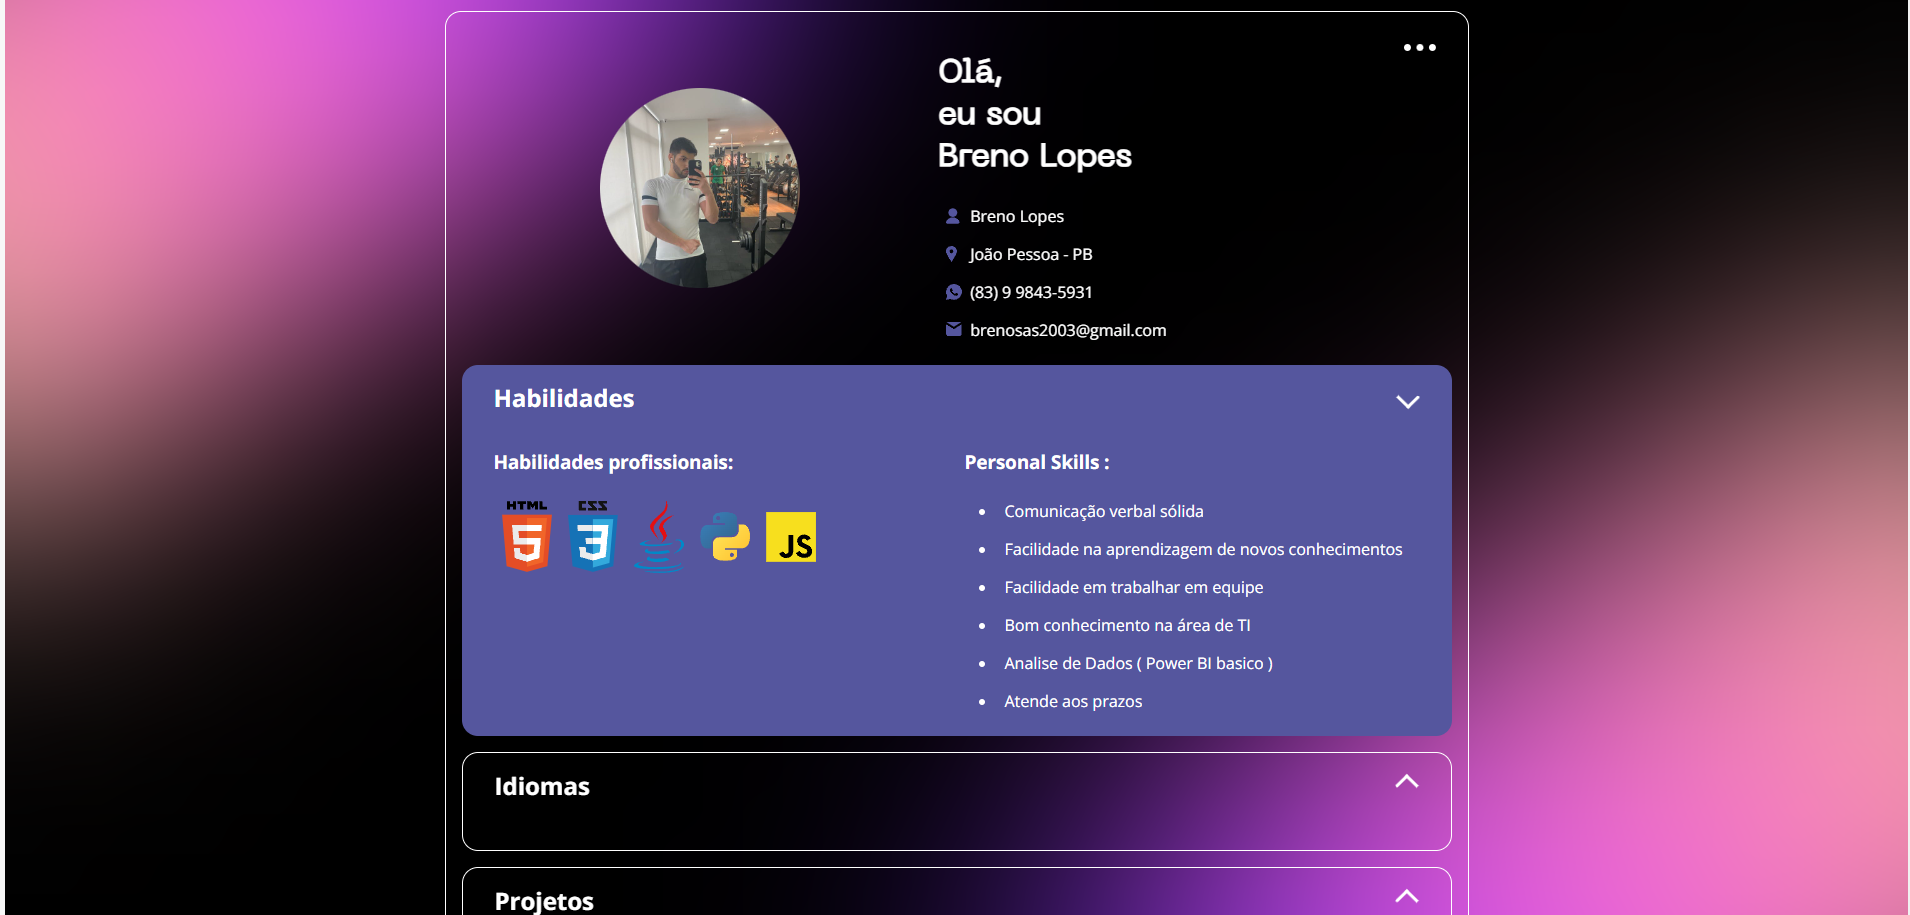 Olá,
eu sou
Breno Lopes
Breno Lopes
João Pessoa - PB
(83) 9 9843-5931
brenosas2003@gmail.com
Habilidades
Habilidades profissionais:
HTML
5
CSS
3
JS
Personal Skills :
Comunicação verbal sólida
Facilidade na aprendizagem de novos conhecimentos
Facilidade em trabalhar em equipe
Bom conhecimento na área de TI
Analise de Dados ( Power BI basico )
Atende aos prazos
Idiomas
Projetos